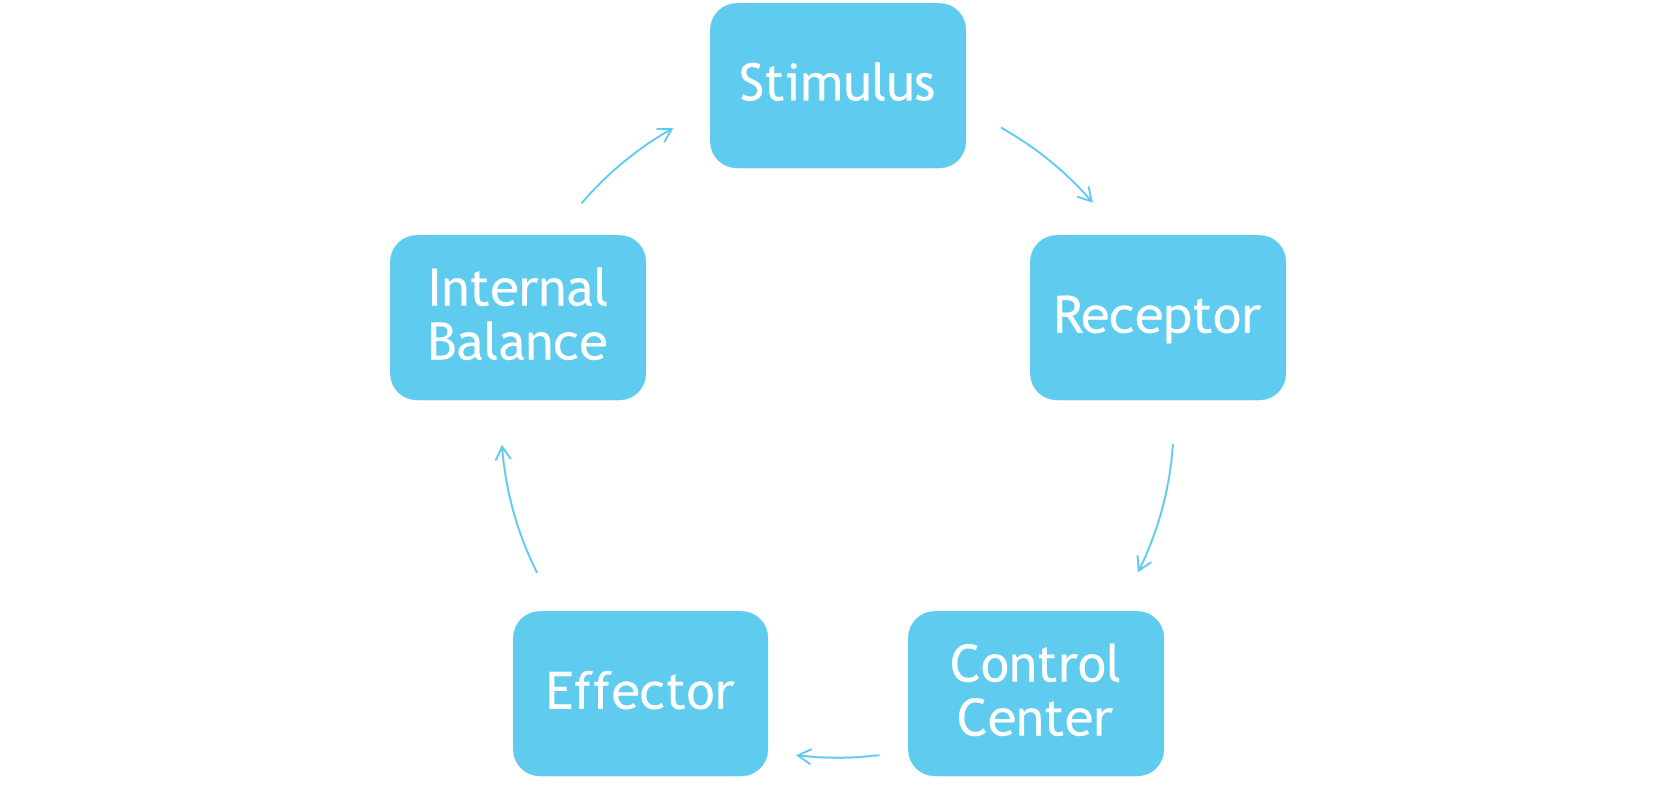 Stimulus
Receptor
Control
Center
Effector
Internal
Balance